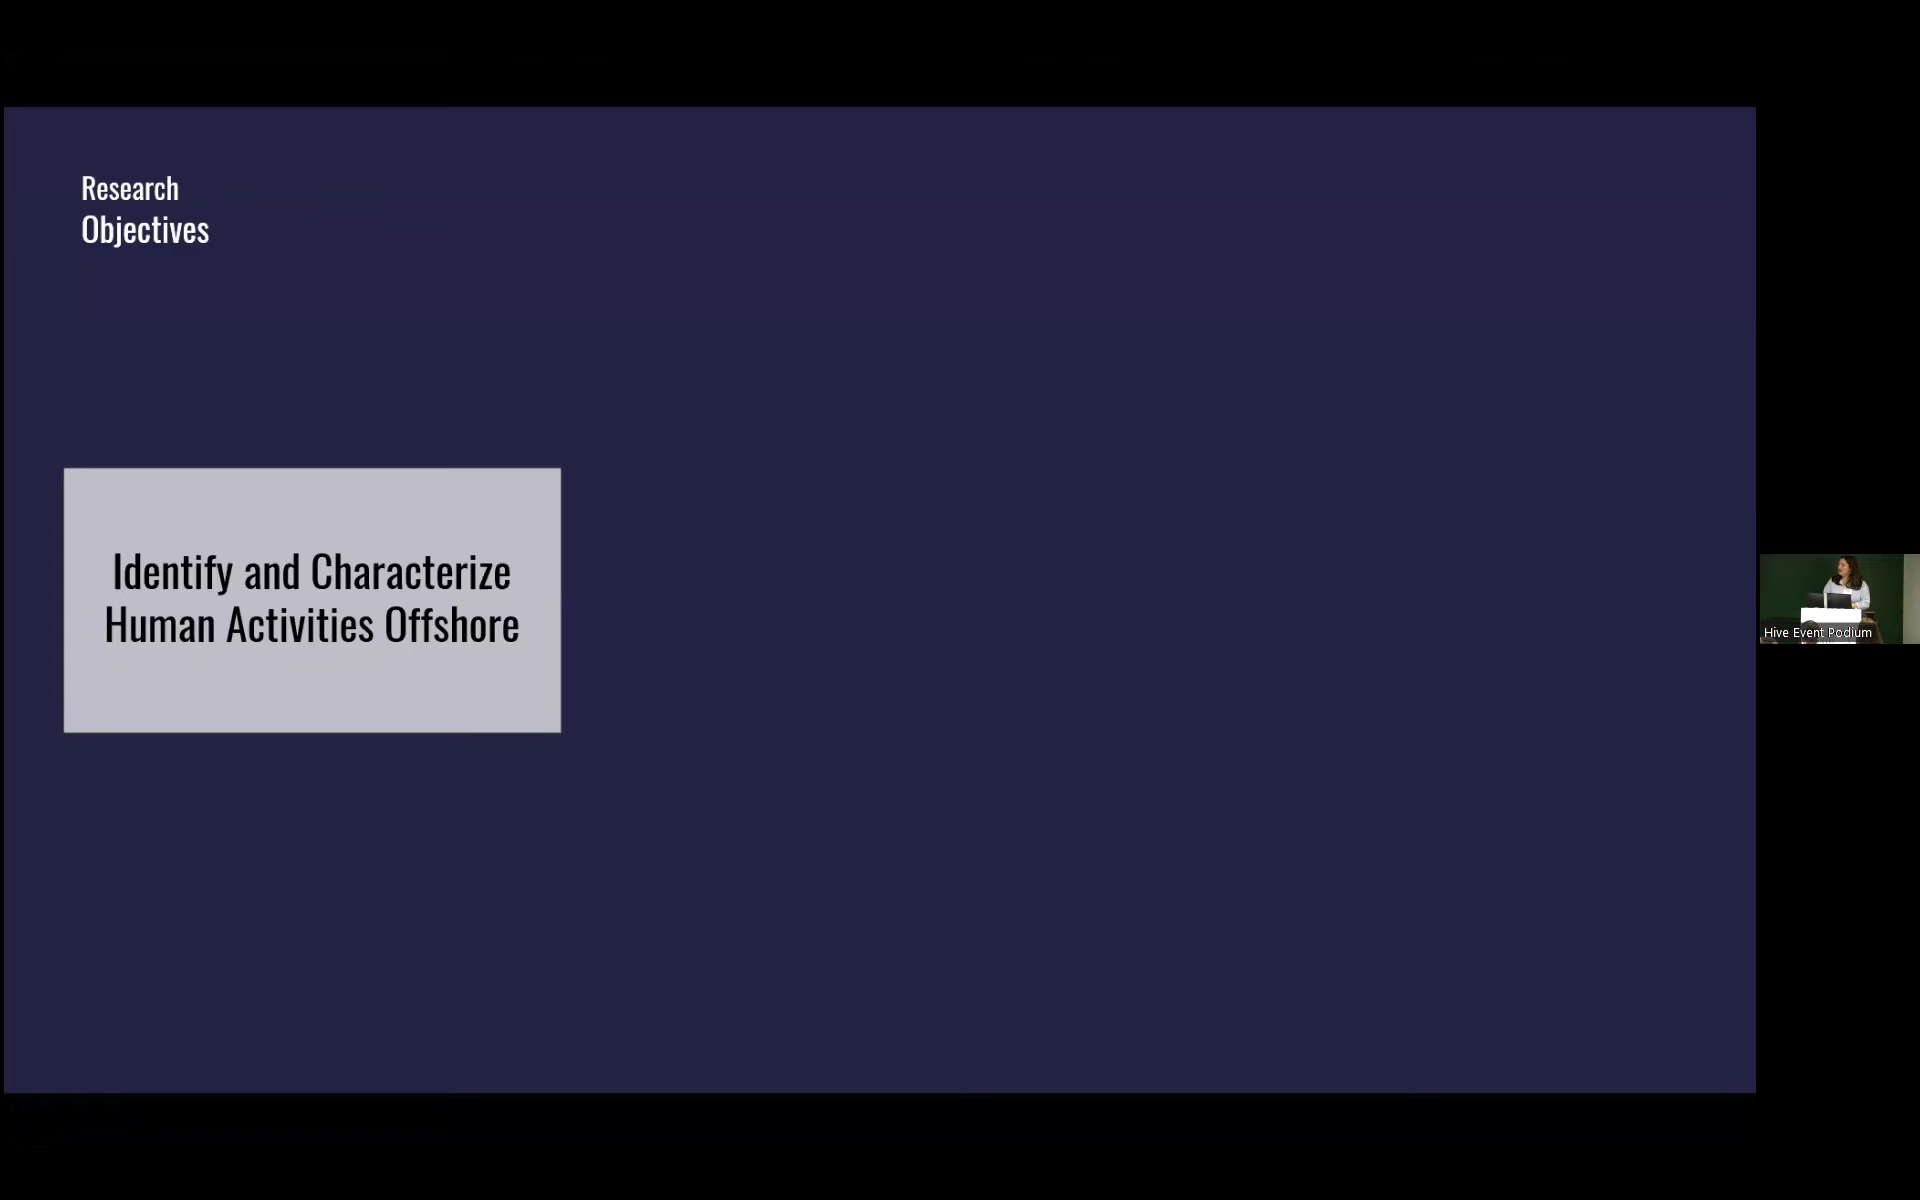 Research
Objectives
Identify and Characterize
Human Activities Offshore
Hive Event Podium